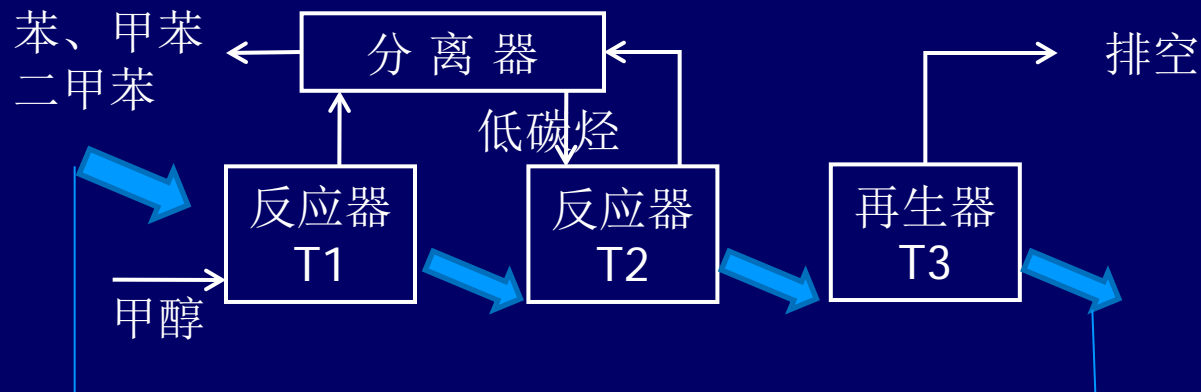 苯、甲苯
二甲苯
分 离 器
排空
低碳烃
反应器
T1
反应器
T2
再生器
T3
甲醇